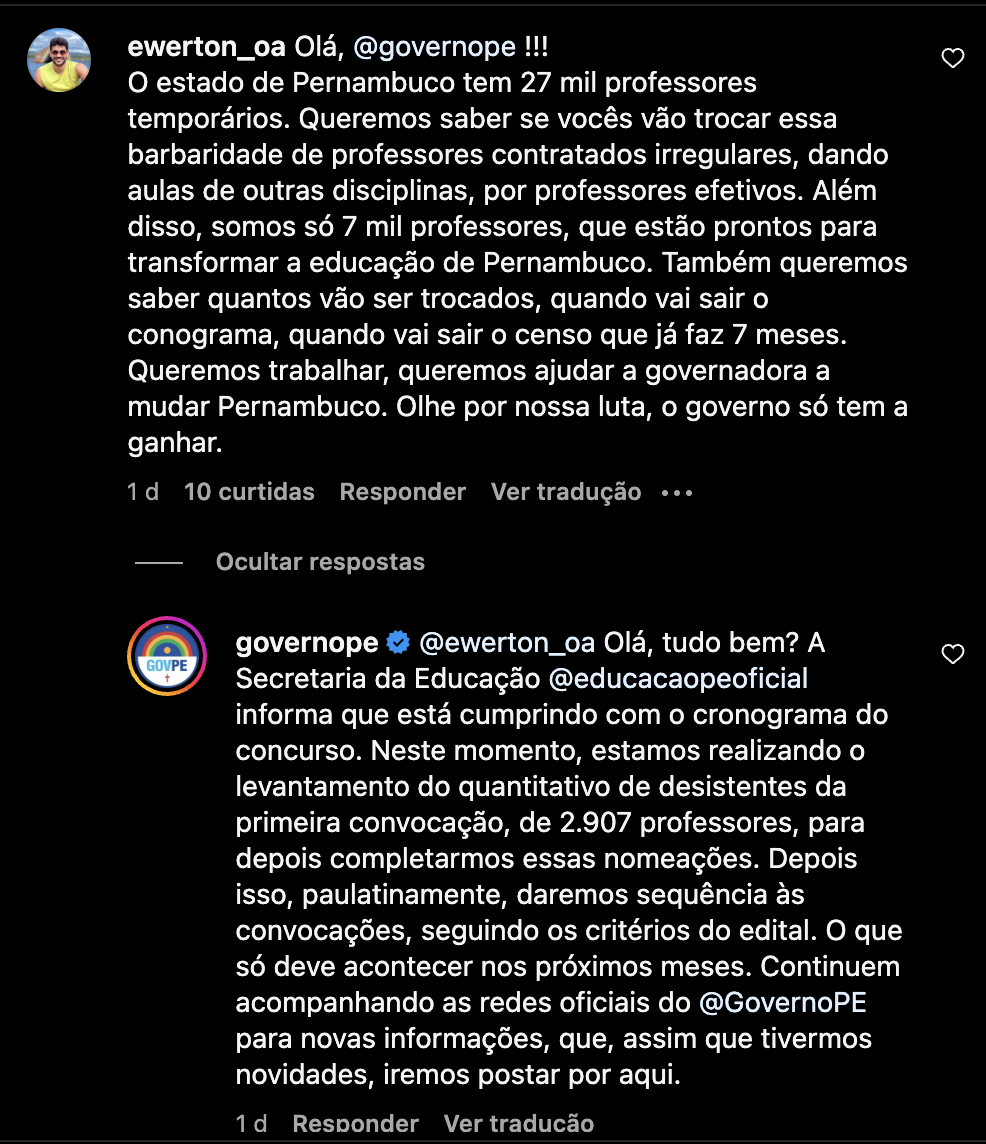 ewerton_oa Olá, @governope !!!
O estado de Pernambuco tem 27 mil professores
temporários. Queremos saber se vocês vão trocar essa
barbaridade de professores contratados irregulares, dando
aulas de outras disciplinas, por professores efetivos. Além
disso, somos só 7 mil professores, que estão prontos para
transformar a educação de Pernambuco. Também queremos
saber quantos vão ser trocados, quando vai sair o
conograma, quando vai sair o censo que já faz 7 meses.
Queremos trabalhar, queremos ajudar a governadora a
mudar Pernambuco. Olhe por nossa luta, o governo só tem a
ganhar.
1 d 10 curtidas Responder Ver tradução •••
Ocultar respostas
GOVPE
governope @ewerton_oa Olá, tudo bem? A
Secretaria da Educação @educacaopeoficial
informa que está cumprindo com o cronograma do
concurso. Neste momento, estamos realizando o
levantamento do quantitativo de desistentes da
primeira convocação, de 2.907 professores, para
depois completarmos essas nomeações. Depois
isso, paulatinamente, daremos sequência às
convocações, seguindo os critérios do edital. O que
só deve acontecer nos próximos meses. Continuem
acompanhando as redes oficiais do @GovernoPE
para novas informações, que, assim que tivermos
novidades, iremos postar por aqui.
1 d Responder Ver tradução